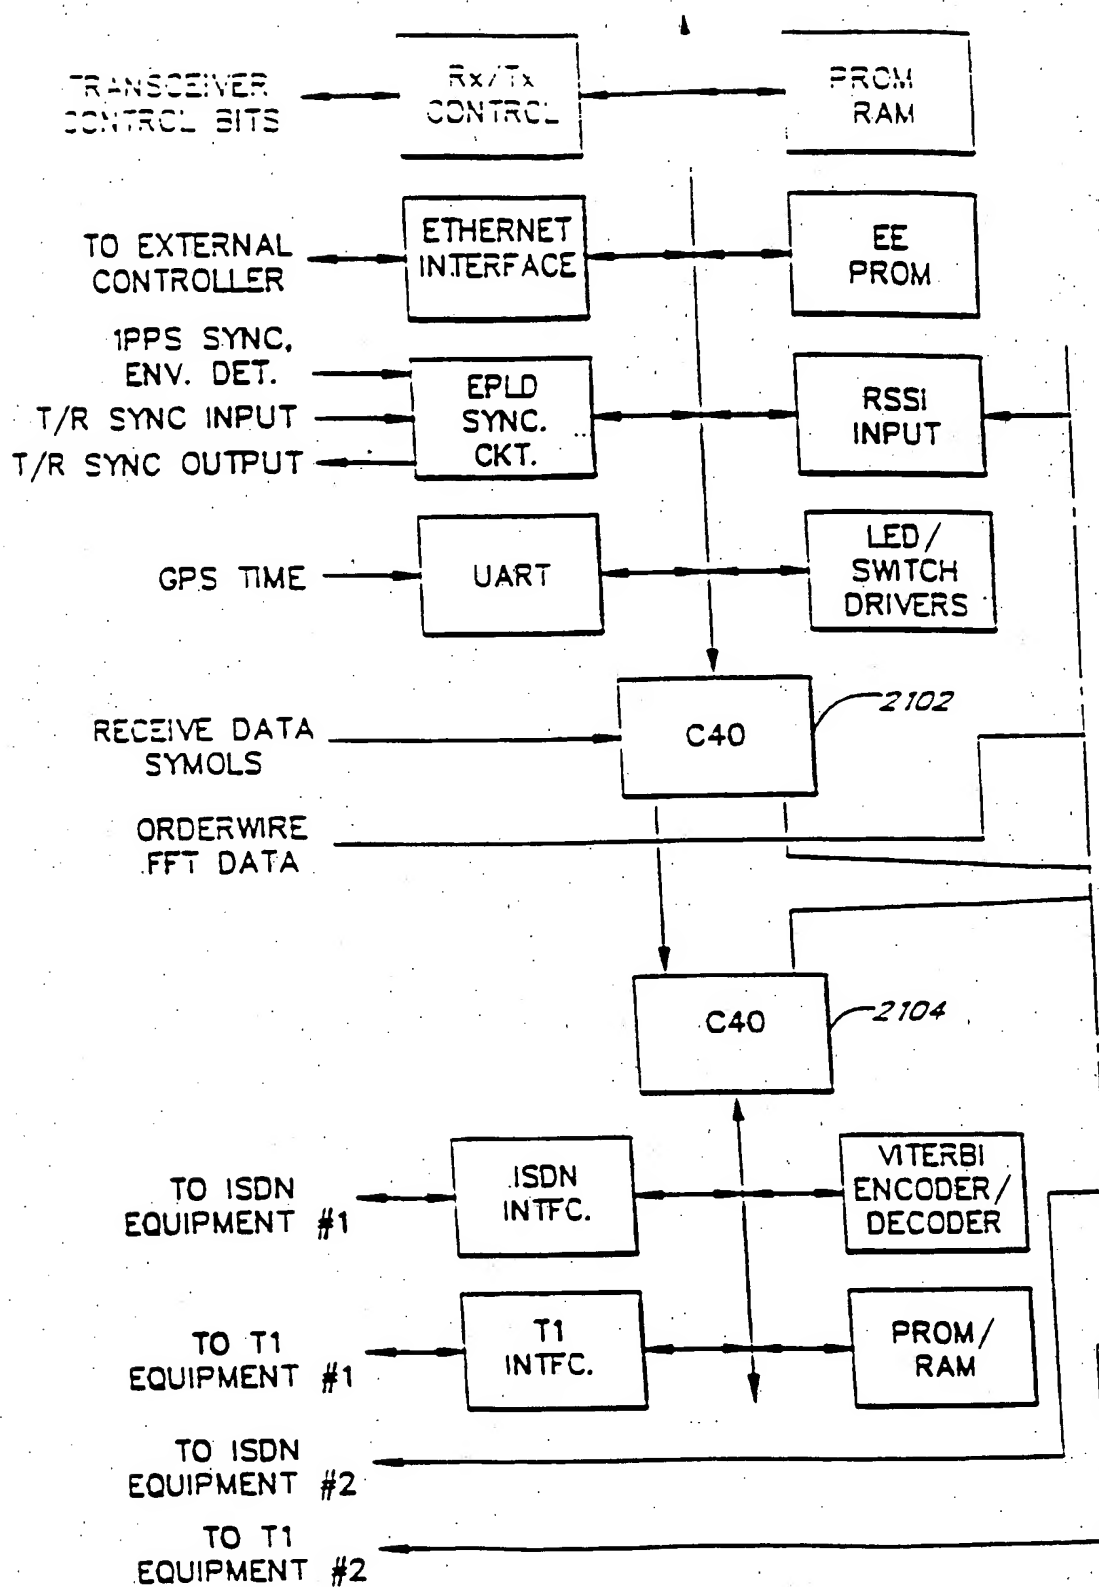 TRANSCEIVER
CONTROL BITS
Rx/Tx
CONTROL
PROM
RAM
TO EXTERNAL
CONTROLLER
ETHERNET
INTERFACE
EE
PROM
1PPS SYNC,
ENV. DET.
T/R SYNC INPUT
T/R SYNC OUTPUT
EPLD
SYNC.
CKT.
RSSI
INPUT
GPS TIME
UART
LED/
SWITCH
DRIVERS
RECEIVE DATA
SYMOLS
C40
2102
ORDERWIRE
FFT DATA
C40
2104
TO ISDN
EQUIPMENT #1
ISDN
INTFC.
VITERBI
ENCODER/
DECODER
TO T1
EQUIPMENT #1
T1
INTFC.
PROM/
RAM
TO ISDN
EQUIPMENT #2
TO T1
EQUIPMENT #2